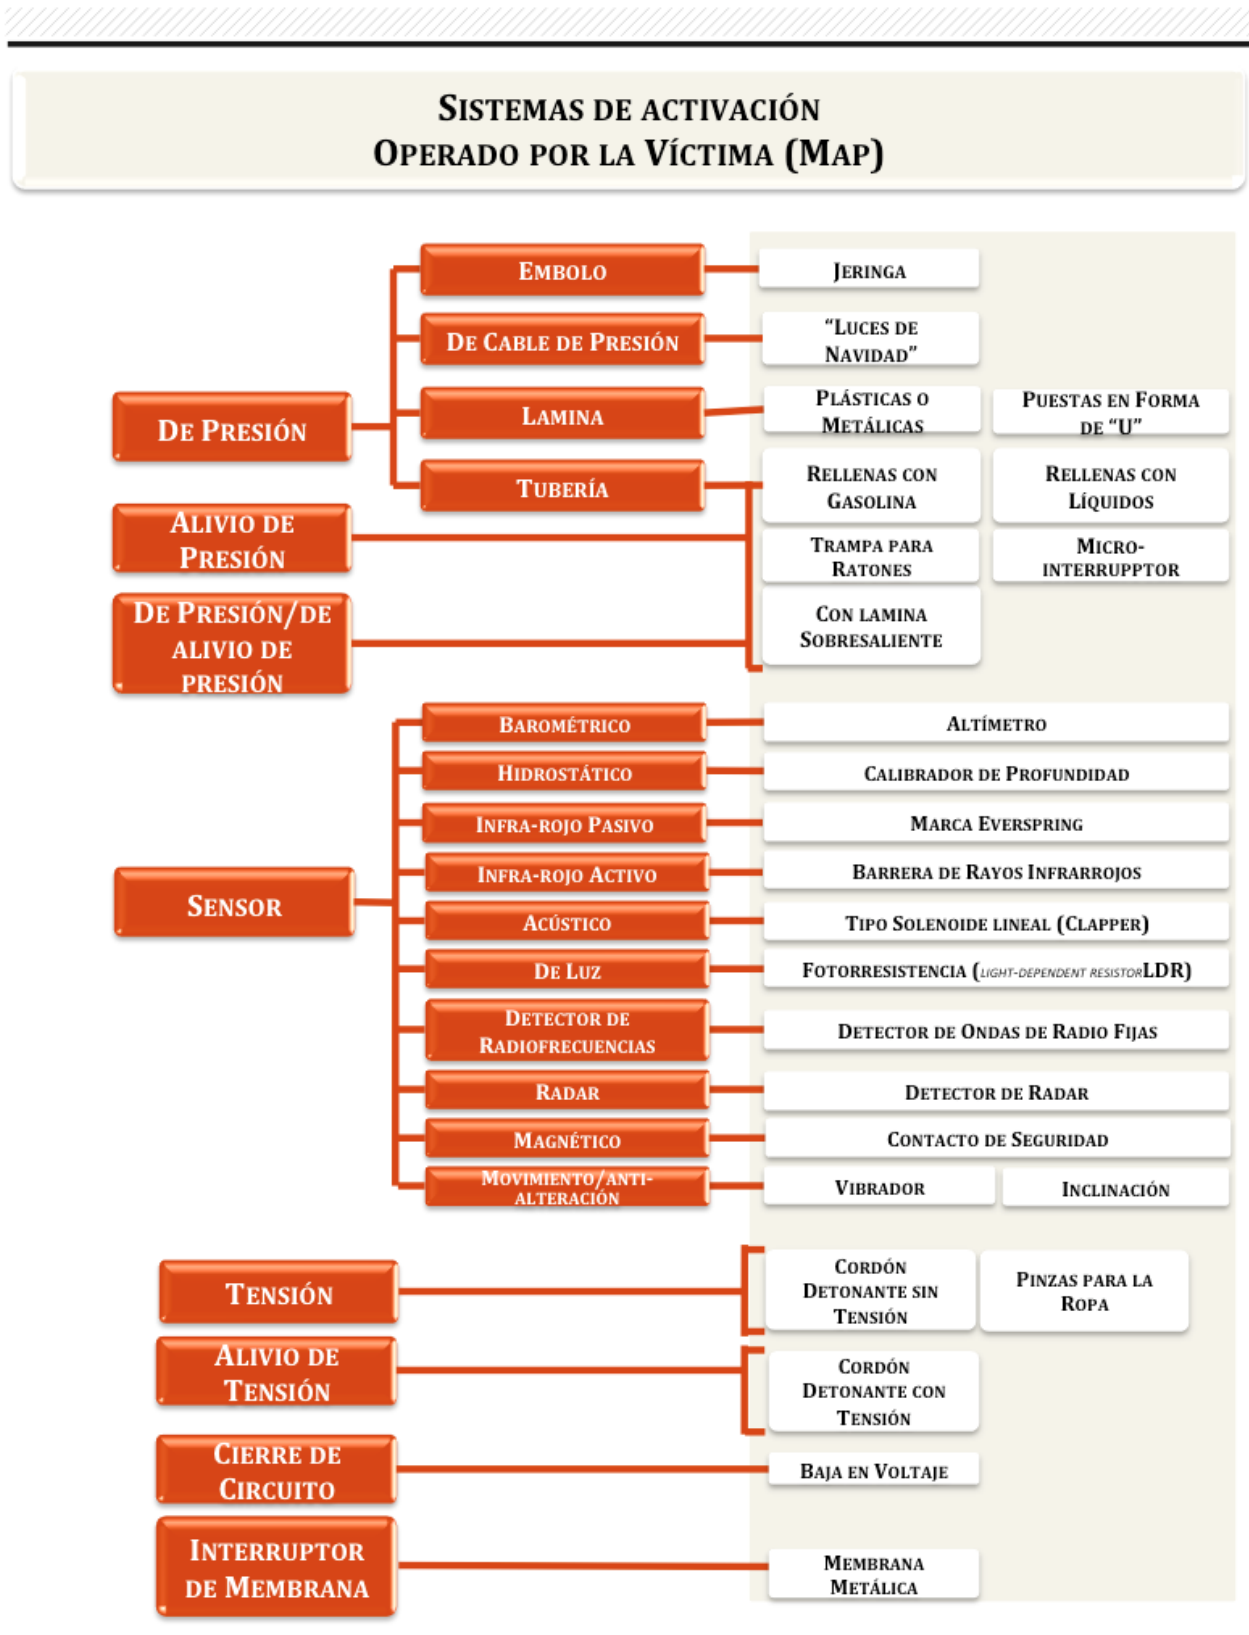 SISTEMAS DE ACTIVACIÓN
OPERADO POR LA VÍCTIMA (MAP)
EMBOLO
JERINGA
DE CABLE DE PRESIÓN
“LUCES DE
NAVIDAD”
DE PRESIÓN
LAMINA
PLÁSTICAS O
METÁLICAS
PUESTAS EN FORMA
DE “U”
TUBERÍA
RELLENAS CON
GASOLINA
RELLENAS CON
LÍQUIDOS
ALIVIO DE
PRESIÓN
TRAMPA PARA
RATONES
MICRO-
INTERRUPPTOR
DE PRESIÓN/DE
ALIVIO DE
PRESIÓN
CON LAMINA
SOBRESALIENTE
SENSOR
BAROMÉTRICO
ALTÍMETRO
HIDROSTÁTICO
CALIBRADOR DE PROFUNDIDAD
INFRA-ROJO PASIVO
MARCA EVERSPRING
INFRA-ROJO ACTIVO
BARRERA DE RAYOS INFRARROJOS
ACÚSTICO
TIPO SOLENOIDE LINEAL (CLAPPER)
DE LUZ
FOTORRESISTENCIA (LIGHT-DEPENDENT RESISTORLDR)
DETECTOR DE
RADIOFRECUENCIAS
DETECTOR DE ONDAS DE RADIO FIJAS
RADAR
DETECTOR DE RADAR
MAGNÉTICO
CONTACTO DE SEGURIDAD
MOVIMIENTO/ANTI-
ALTERACIÓN
VIBRADOR
INCLINACIÓN
TENSIÓN
CORDÓN
DETONANTE SIN
TENSIÓN
PINZAS PARA LA
ROPA
ALIVIO DE
TENSIÓN
CORDÓN
DETONANTE CON
TENSIÓN
CIERRE DE
CIRCUITO
BAJA EN VOLTAJE
INTERRUPTOR
DE MEMBRANA
MEMBRANA
METÁLICA